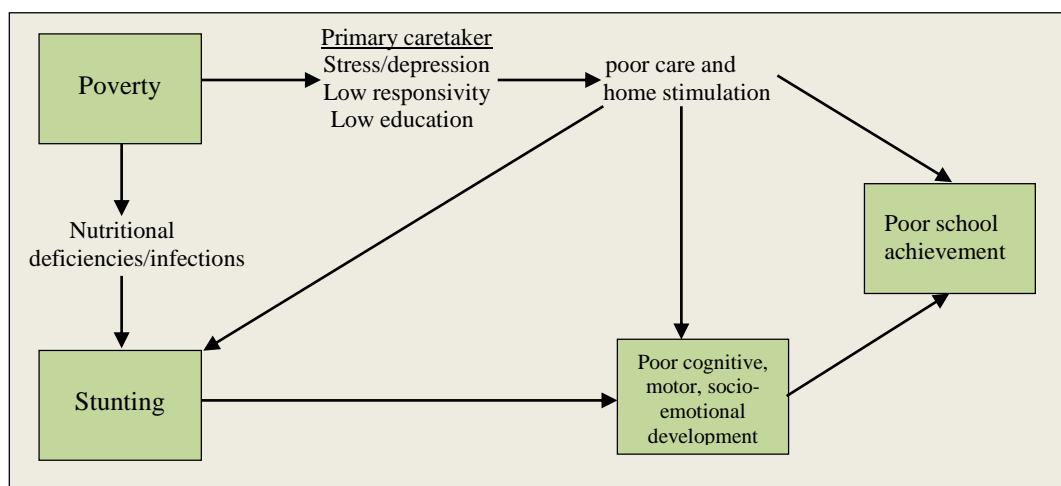 Poverty
Primary caretaker
Stress/depression
Low responsivity
Low education
poor care and
home stimulation
Nutritional
deficiencies/infections
Poor school
achievement
Stunting
Poor cognitive,
motor, socio-
emotional
development